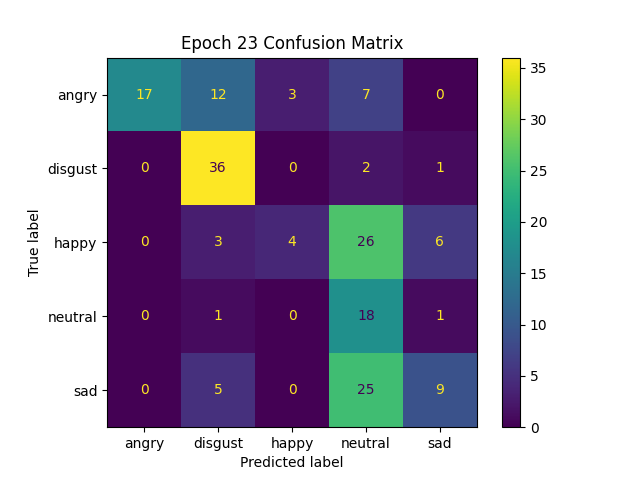 Epoch 23 Confusion Matrix
angry 17 12 3 7 0
disgust 0 36 0 2 1
happy 0 3 4 26 6
neutral 0 1 0 18 1
sad 0 5 0 25 9
angry disgust happy neutral sad
Predicted label
True label
35
30
25
20
15
10
5
0